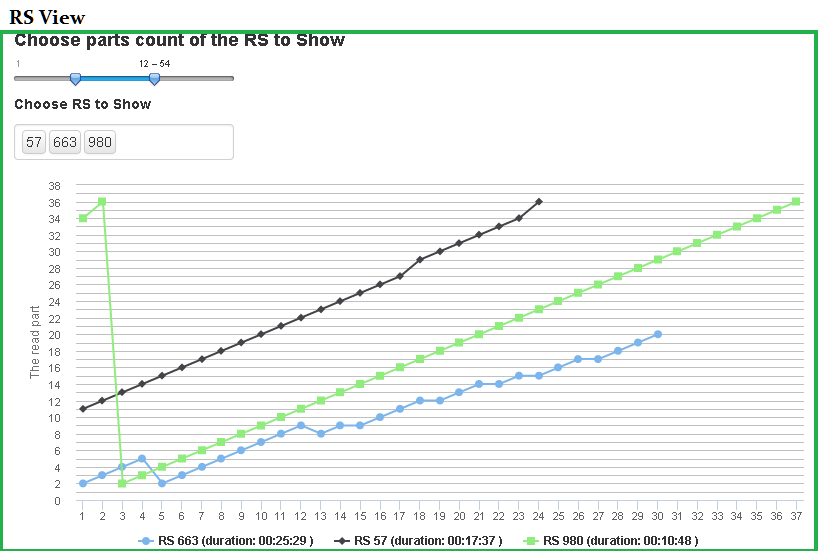 RS View
Choose parts count of the RS to Show
1 12 – 54
Choose RS to Show
57 663 980
38
36
34
32
30
28
26
24
22
20
18
16
14
12
10
8
6
4
2
0
The read part
1 2 3 4 5 6 7 8 9 10 11 12 13 14 15 16 17 18 19 20 21 22 23 24 25 26 27 28 29 30 31 32 33 34 35 36 37
RS 663 (duration: 00:25:29 ) RS 57 (duration: 00:17:37 ) RS 980 (duration: 00:10:48 )